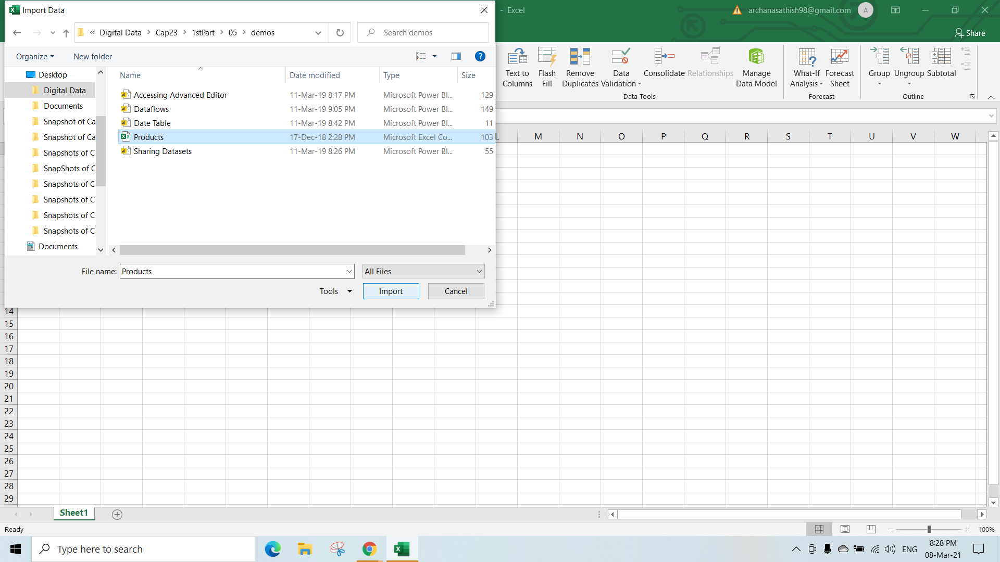 Import Data
- Excel
archanasathish98@gmail.com
A
« Digital Data > Cap23 > 1stPart > 05 > demos
Search demos
Share
Organize
New folder
Text to Columns
Flash Fill
Remove Duplicates
Data Validation
Consolidate
Relationships
Manage Data Model
What-If Analysis
Forecast Sheet
Group
Ungroup
Subtotal
Data Tools
Forecast
Outline
Desktop
Digital Data
Documents
Snapshot of Ca
Snapshot of Ca
Snapshots of C
SnapShots of C
Snapshots of C
Snapshots of C
Snapshots of C
Snapshots of C
Documents
Name Date modified Type Size
Accessing Advanced Editor 11-Mar-19 8:17 PM Microsoft Power BI... 129
Dataflows 11-Mar-19 9:05 PM Microsoft Power BI... 149
Date Table 11-Mar-19 8:42 PM Microsoft Power BI... 11
Products 17-Dec-18 2:28 PM Microsoft Excel Co... 103
Sharing Datasets 11-Mar-19 8:26 PM Microsoft Power BI... 55
File name: Products
All Files
Tools Import Cancel
L M N O P Q R S T U V W
14
15
16
17
18
19
20
21
22
23
24
25
26
27
28
29
Sheet1
Ready
100%
Type here to search
ENG
8:28 PM
08-Mar-21